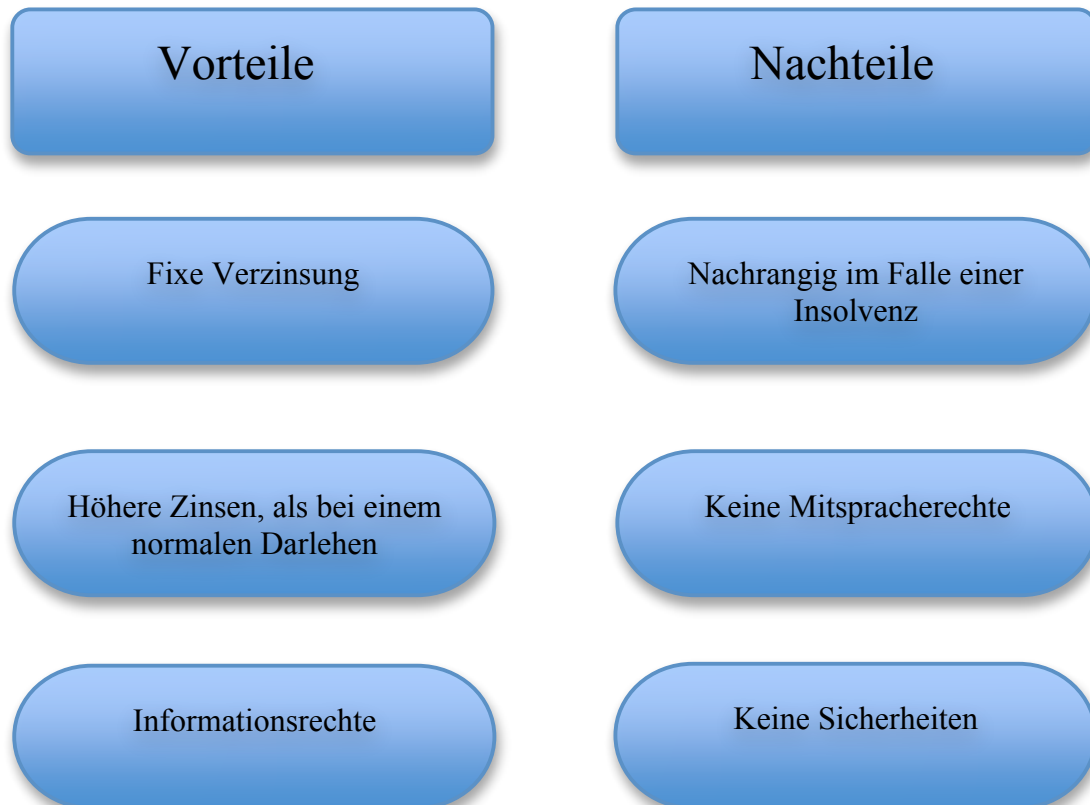 Vorteile
Nachteile
Fixe Verzinsung
Nachrangig im Falle einer
Insolvenz
Höhere Zinsen, als bei einem
normalen Darlehen
Keine Mitspracherechte
Informationsrechte
Keine Sicherheiten